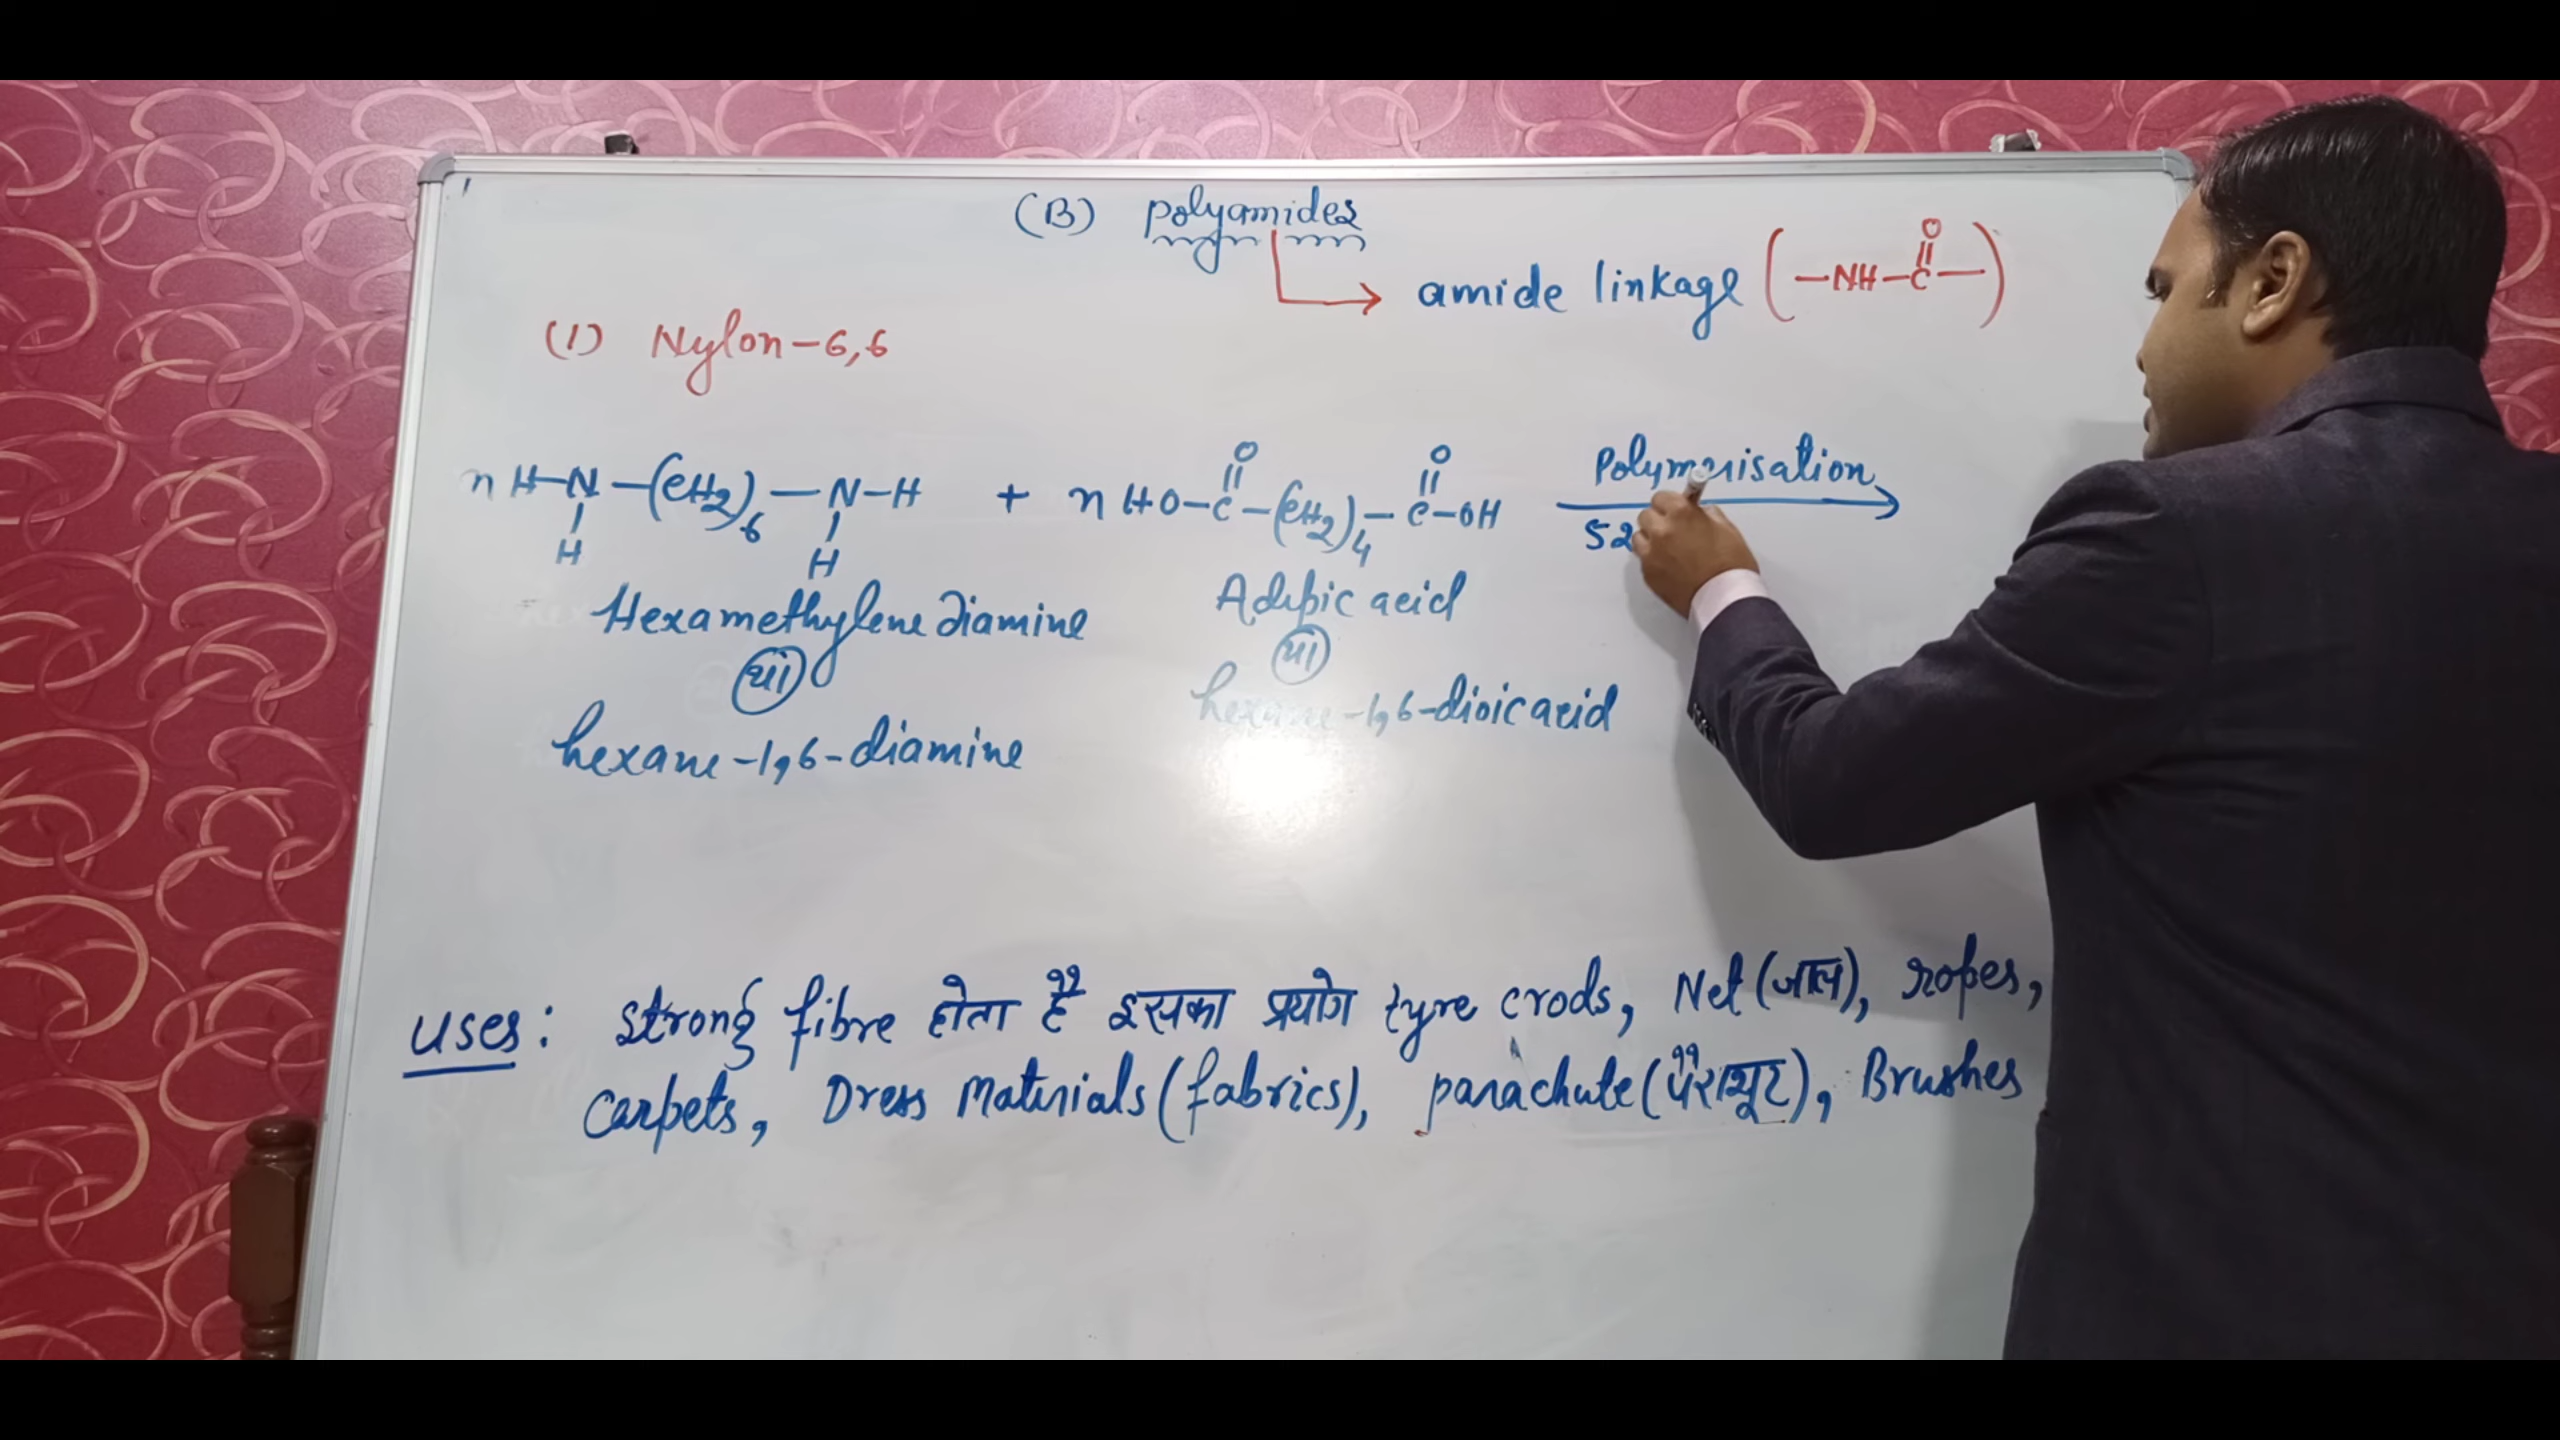 (B) polyamides
amide linkage (-NH-C-)
O
(1) Nylon-6,6
O O
n H-N-(CH2)6-N-H + n HO-C-(CH2)4-C-OH Polymerisation
H H
52
Hexamethylene diamine Adipic acid
या या
hexane-1,6-diamine hexane-1,6-dioic acid
Uses: Strong fibre होता है इसका प्रयोग tyre crods, Net (जाल), ropes,
Carpets, Dress Materials (fabrics), parachute (पैराशूट), Brushes